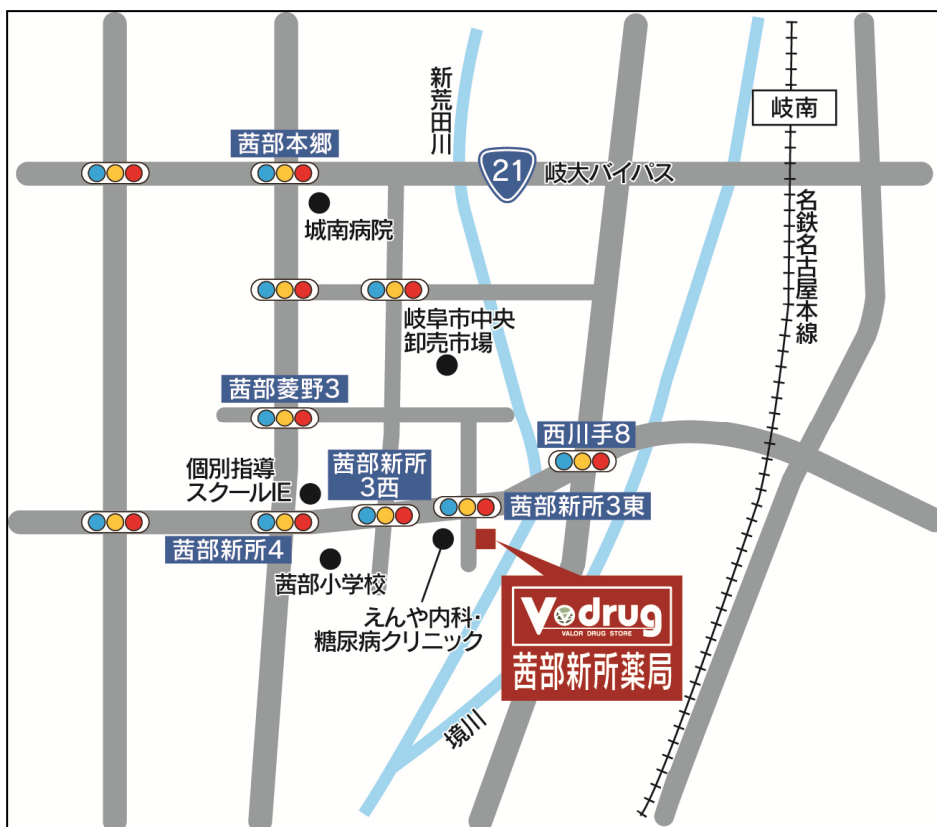 新荒田川
岐南
茜部本郷
21
岐大バイパス
城南病院
名鉄名古屋本線
岐阜市中央
卸売市場
茜部菱野3
西川手8
茜部新所
3西
個別指導
スクールIE
茜部新所3東
茜部新所4
茜部小学校
えんや内科・
糖尿病クリニック
V drug
VALOR DRUG STORE
茜部新所薬局
境川